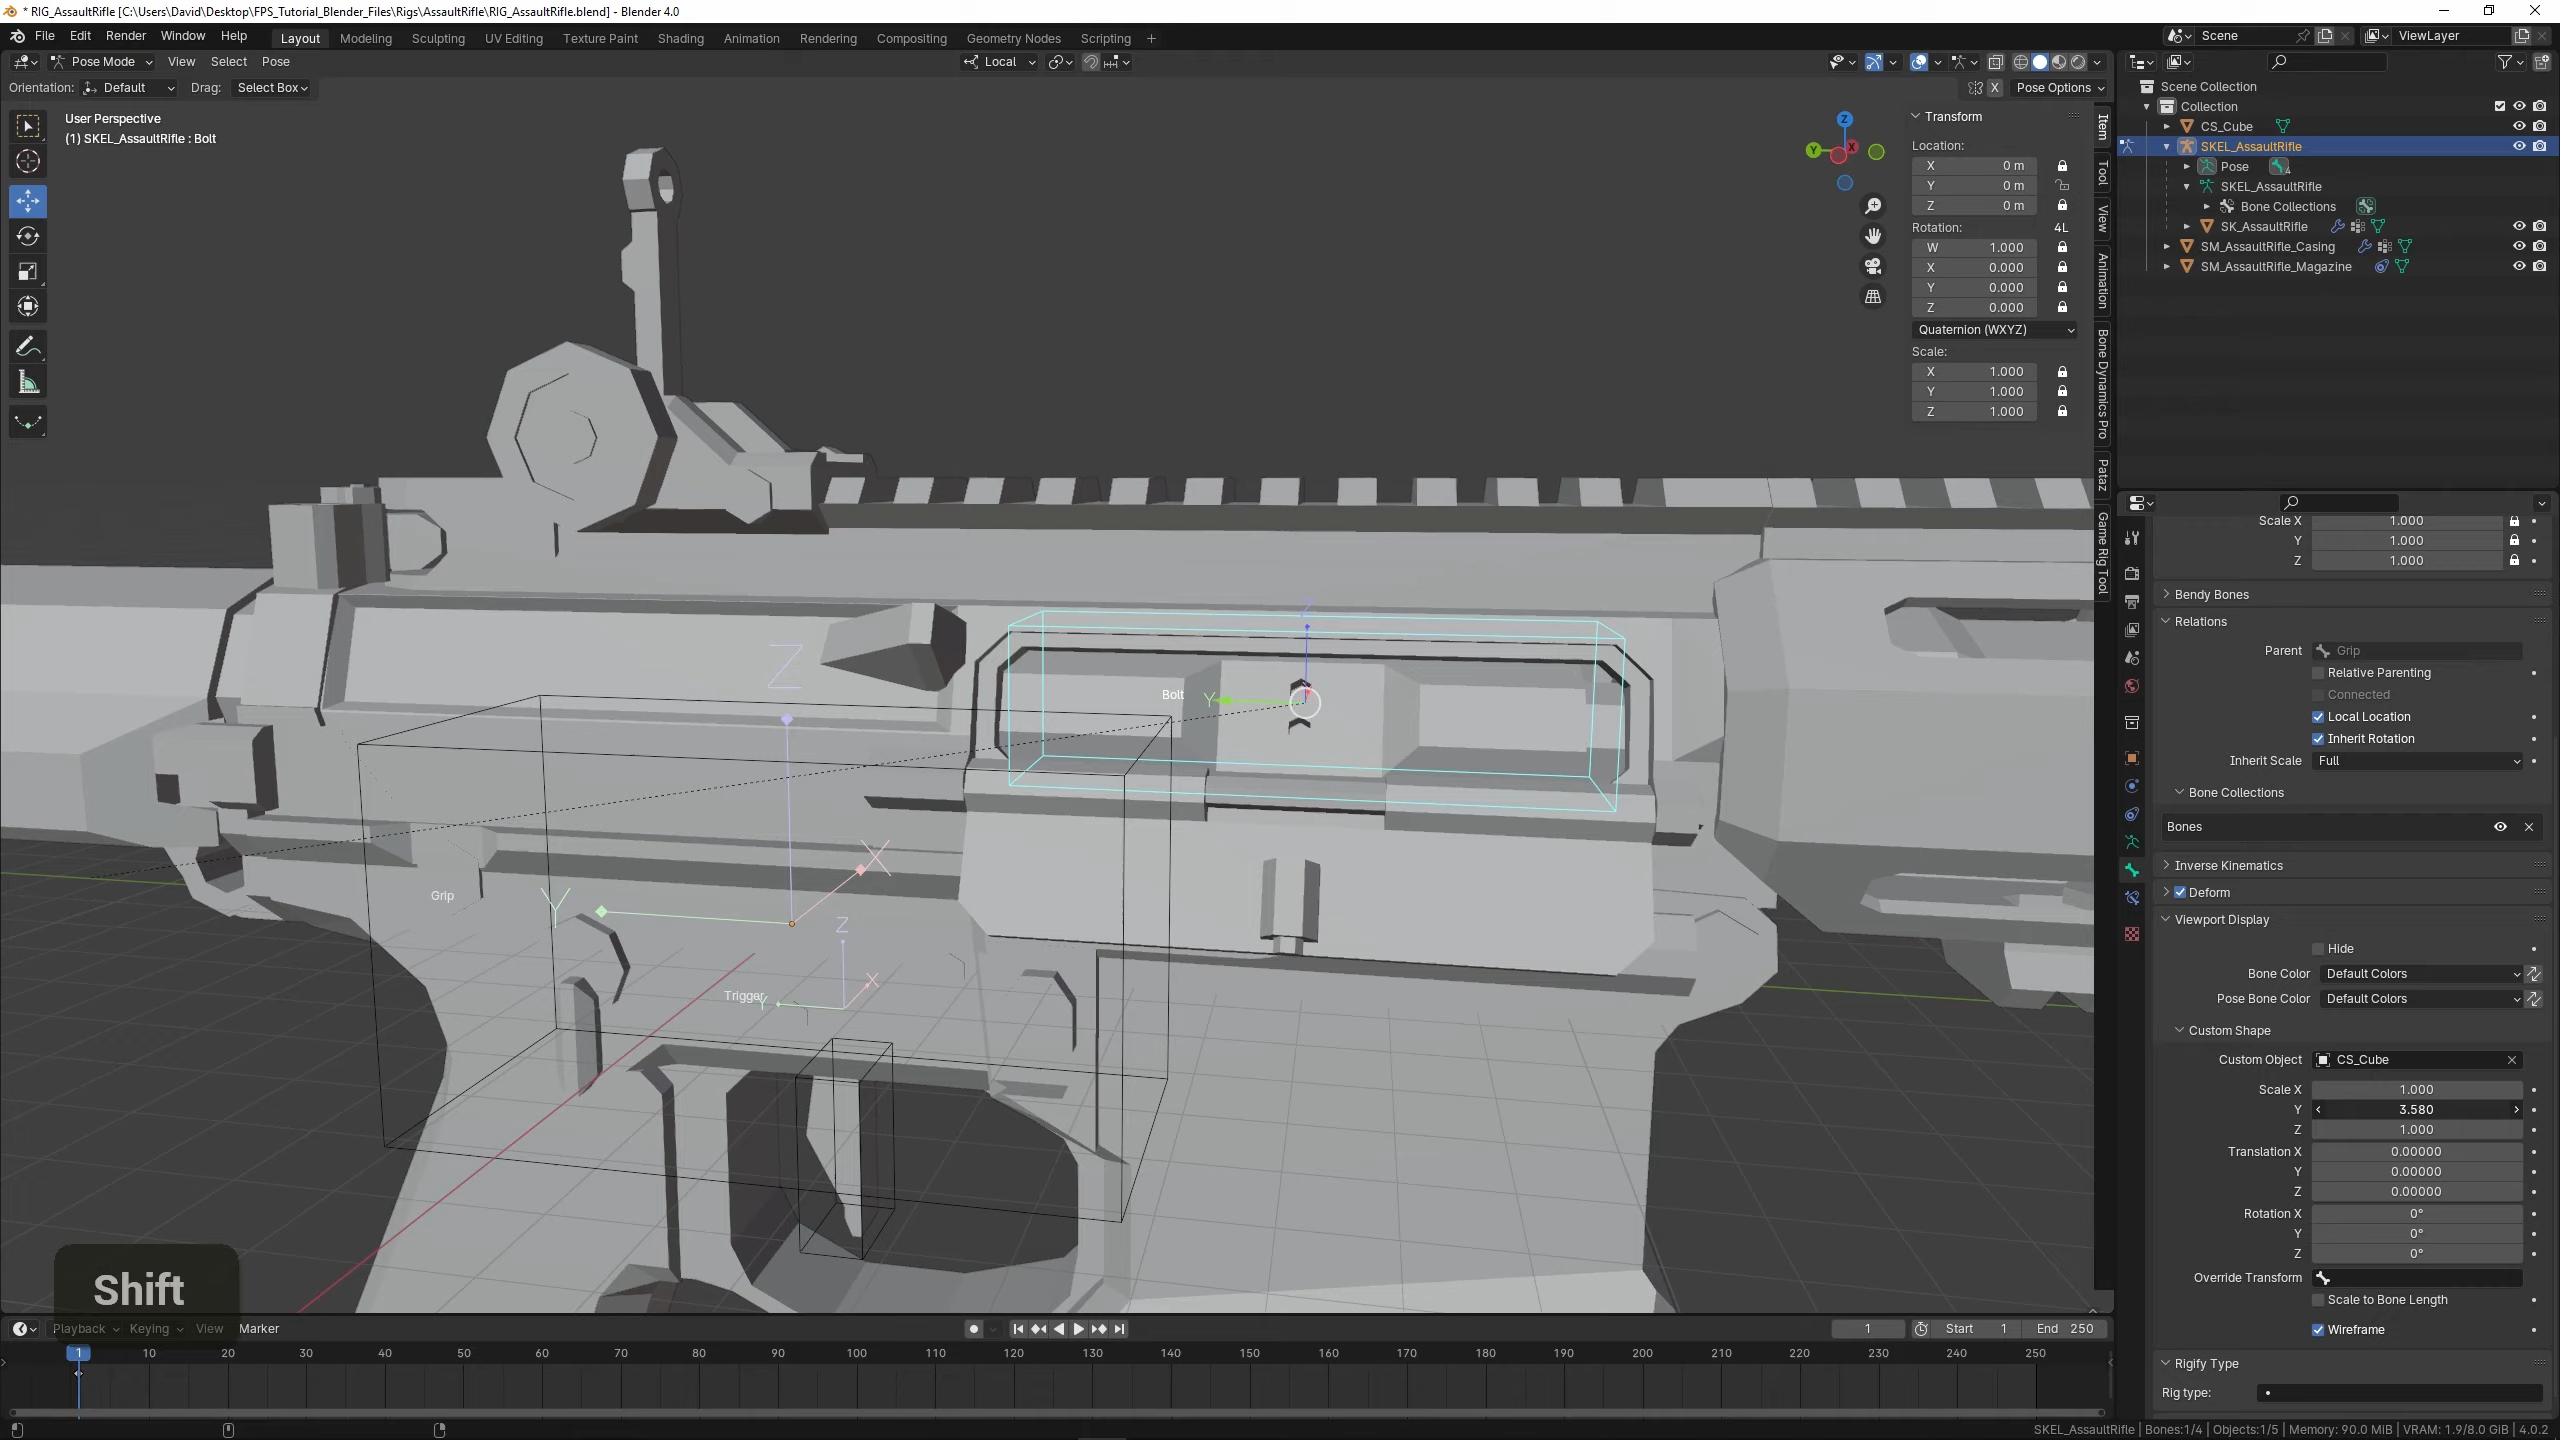 * RIG_AssaultRifle [C:\Users\David\Desktop\FPS_Tutorial_Blender_Files\Rigs\AssaultRifle\RIG_AssaultRifle.blend] - Blender 4.0
File Edit Render Window Help Layout Modeling Sculpting UV Editing Texture Paint Shading Animation Rendering Compositing Geometry Nodes Scripting + Scene ViewLayer
Pose Mode View Select Pose Local
Orientation: Default Drag: Select Box X Pose Options
User Perspective
(1) SKEL_AssaultRifle : Bolt
Z
Y
X
Transform
Location:
X 0 m
Y 0 m
Z 0 m
Rotation: 4L
W 1.000
X 0.000
Y 0.000
Z 0.000
Quaternion (WXYZ)
Scale:
X 1.000
Y 1.000
Z 1.000
Item
Tool
View
Animation
Bone Dynamics Pro
Pataz
Game Rig Tool
Scene Collection
Collection
CS_Cube
SKEL_AssaultRifle
Pose 4
SKEL_AssaultRifle
Bone Collections
SK_AssaultRifle
SM_AssaultRifle_Casing
SM_AssaultRifle_Magazine
Scale X 1.000
Y 1.000
Z 1.000
Bendy Bones
Relations
Parent Grip
Relative Parenting
Connected
Local Location
Inherit Rotation
Inherit Scale Full
Bone Collections
Bones
Inverse Kinematics
Deform
Viewport Display
Hide
Bone Color Default Colors
Pose Bone Color Default Colors
Custom Shape
Custom Object CS_Cube
Scale X 1.000
Y 3.580
Z 1.000
Translation X 0.00000
Y 0.00000
Z 0.00000
Rotation X 0°
Y 0°
Z 0°
Override Transform
Scale to Bone Length
Wireframe
Rigify Type
Rig type:
Z
Bolt Y
Z
X
Grip Y
Z
X
Trigger Y
Shift
Playback Keying View Marker 1 Start 1 End 250
1 10 20 30 40 50 60 70 80 90 100 110 120 130 140 150 160 170 180 190 200 210 220 230 240 250
SKEL_AssaultRifle | Bones:1/4 | Objects:1/5 | Memory: 90.0 MiB | VRAM: 1.9/8.0 GiB | 4.0.2